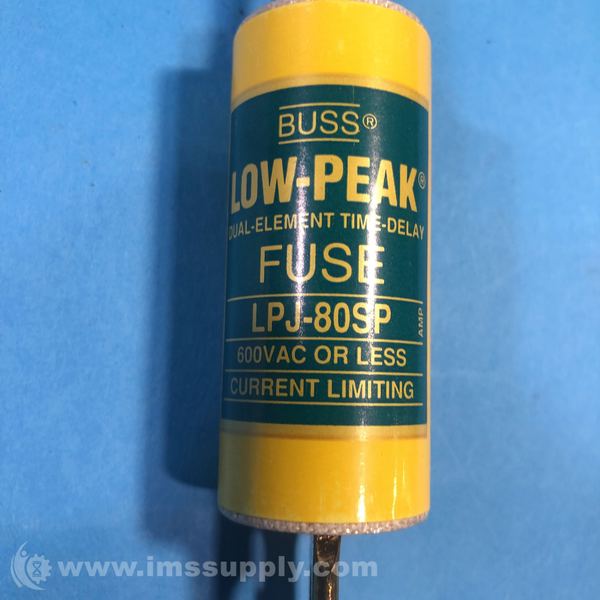 BUSS®
LOW-PEAK®
DUAL-ELEMENT TIME-DELAY
FUSE
LPJ-80SP
AMP
600VAC OR LESS
CURRENT LIMITING
www.imssupply.com/